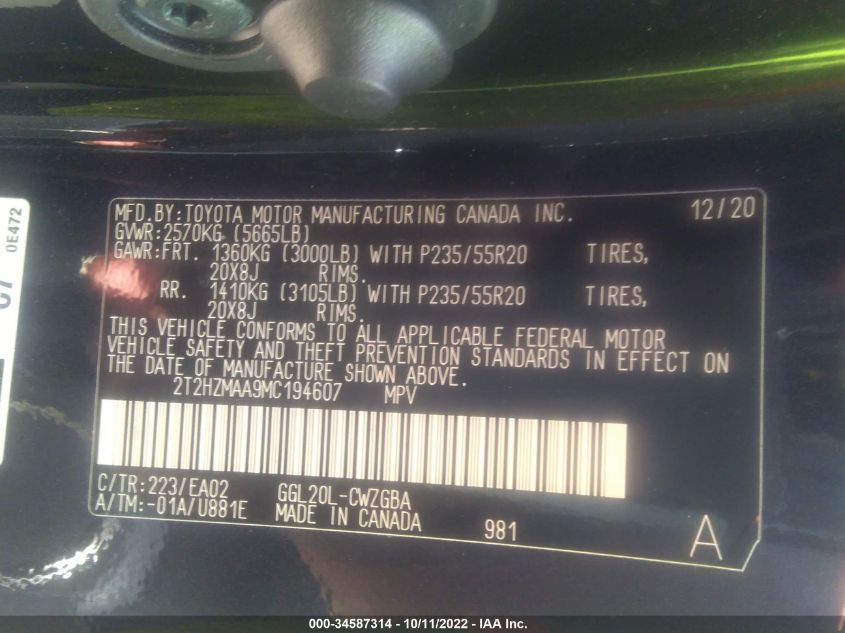 0E472
MFD.BY:TOYOTA MOTOR MANUFACTURING CANADA INC. 12/20
GVWR:2570KG (5665LB)
GAWR:FRT. 1360KG (3000LB) WITH P235/55R20 TIRES,
20X8J RIMS.
RR. 1410KG (3105LB) WITH P235/55R20 TIRES,
20X8J RIMS.
THIS VEHICLE CONFORMS TO ALL APPLICABLE FEDERAL MOTOR
VEHICLE SAFETY AND THEFT PREVENTION STANDARDS IN EFFECT ON
THE DATE OF MANUFACTURE SHOWN ABOVE.
2T2HZMAA9MC194607 MPV
C/TR:223/EA02 GGL20L-CWZGBA
A/TM:-01A/U881E MADE IN CANADA 981 A
000-34587314 - 10/11/2022 - IAA Inc.